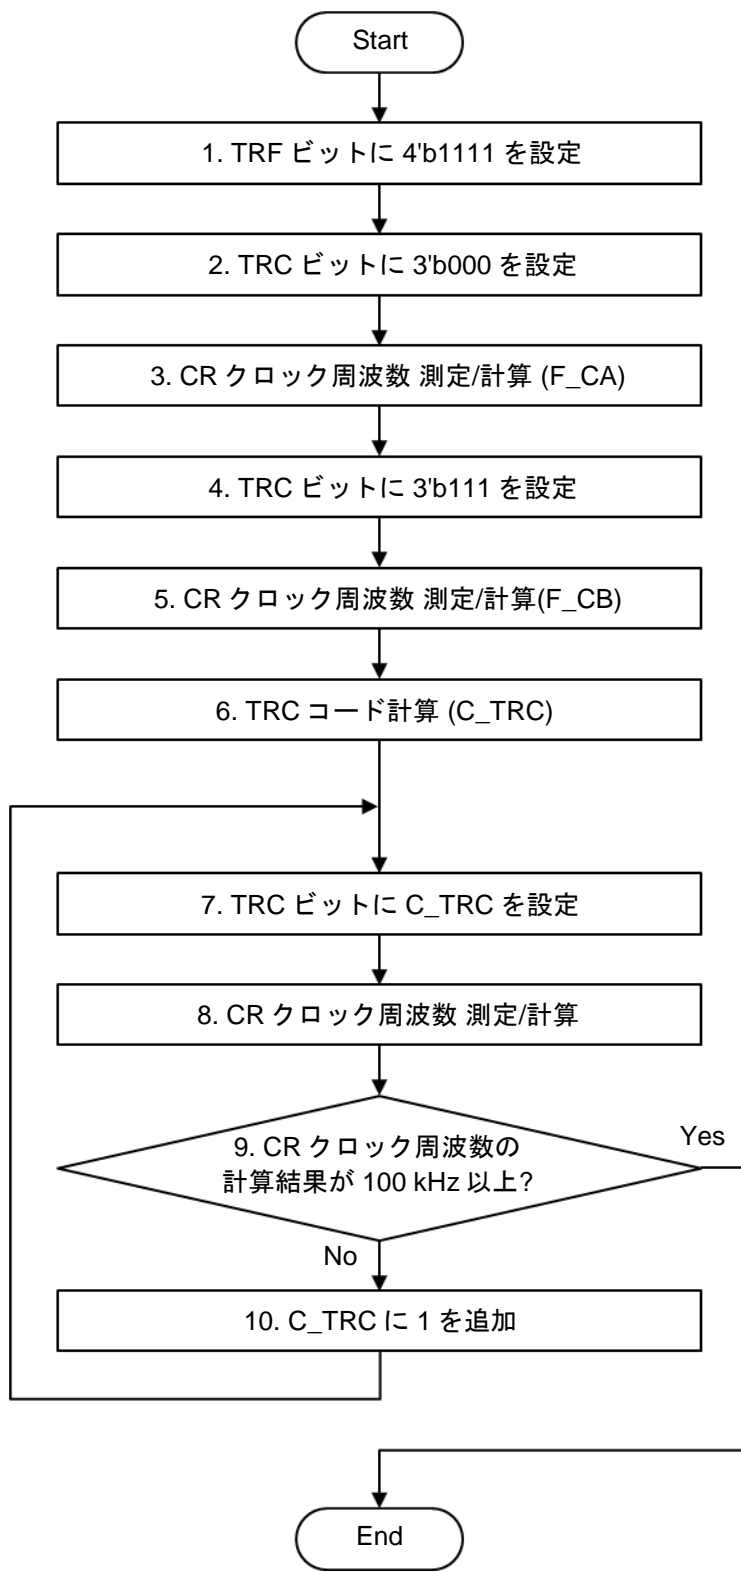 Start
1. TRF ビットに 4'b1111 を設定
2. TRC ビットに 3'b000 を設定
3. CR クロック周波数 測定/計算 (F_CA)
4. TRC ビットに 3'b111 を設定
5. CR クロック周波数 測定/計算(F_CB)
6. TRC コード計算 (C_TRC)
7. TRC ビットに C_TRC を設定
8. CR クロック周波数 測定/計算
9. CR クロック周波数の
計算結果が 100 kHz 以上?
Yes
No
10. C_TRC に 1 を追加
End